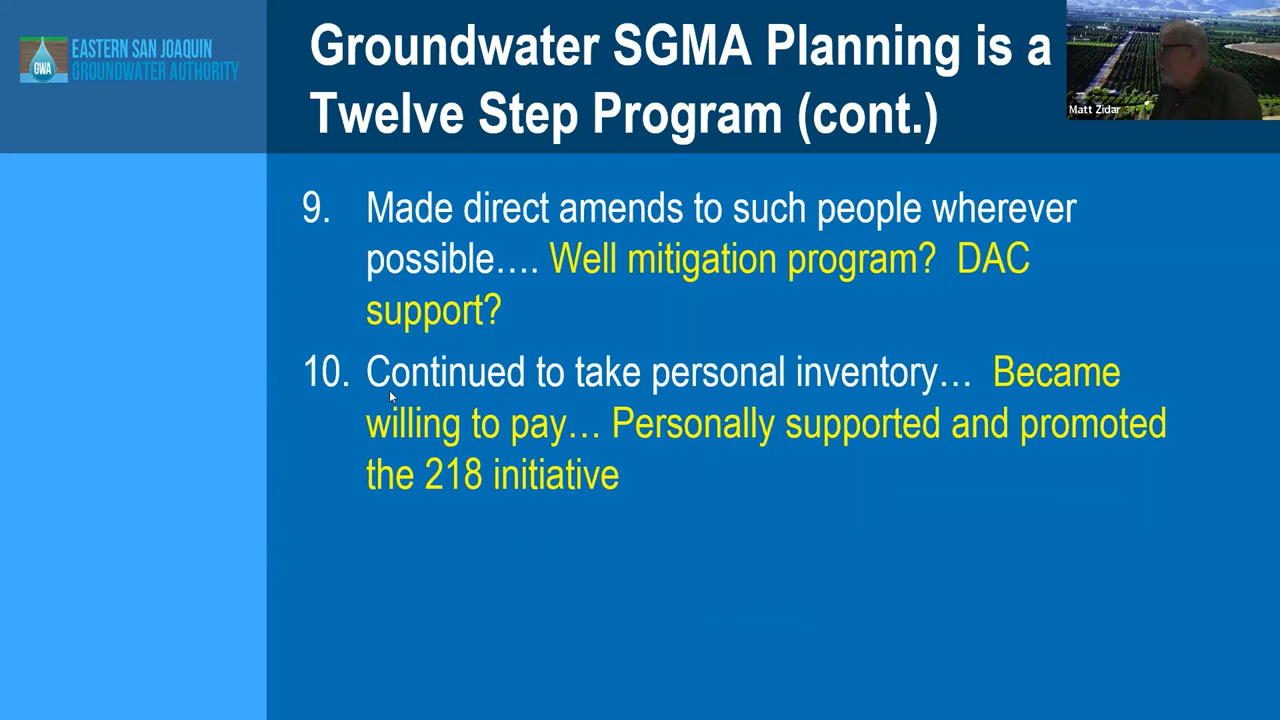 EASTERN SAN JOAQUIN
GROUNDWATER AUTHORITY
GWA
Groundwater SGMA Planning is a
Twelve Step Program (cont.)
Matt Zidar
9. Made direct amends to such people wherever
possible…. Well mitigation program? DAC
support?
10. Continued to take personal inventory… Became
willing to pay… Personally supported and promoted
the 218 initiative